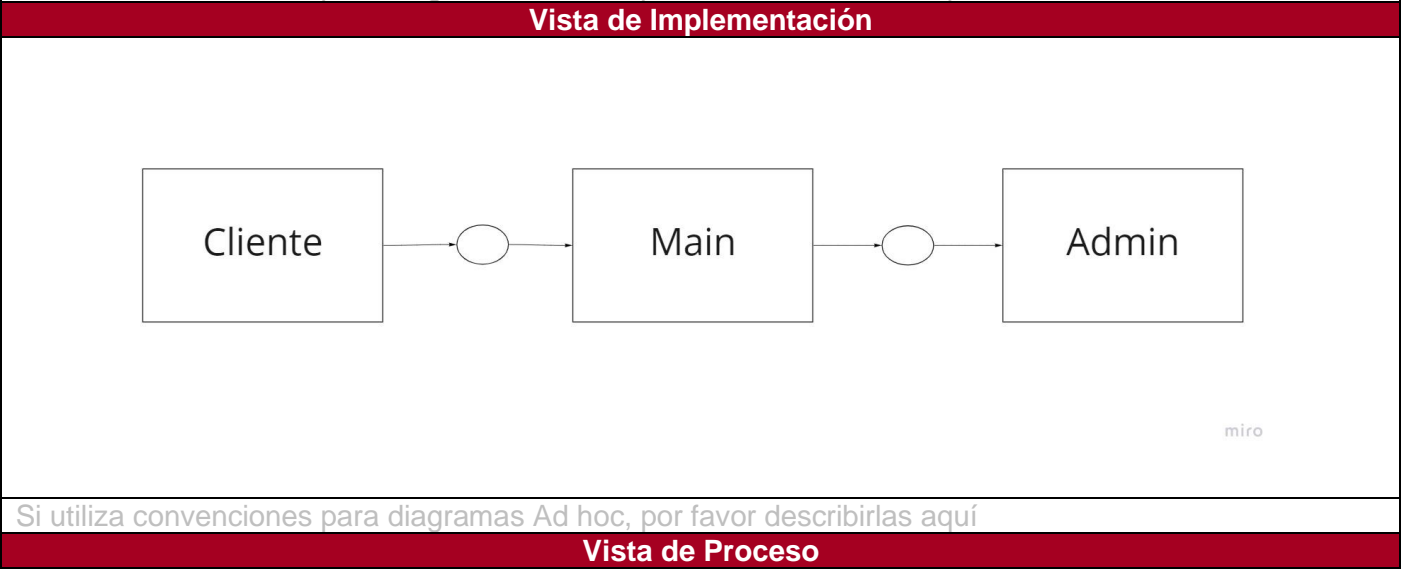 Vista de Implementación
Cliente
Main
Admin
miro
Si utiliza convenciones para diagramas Ad hoc, por favor describirlas aquí
Vista de Proceso